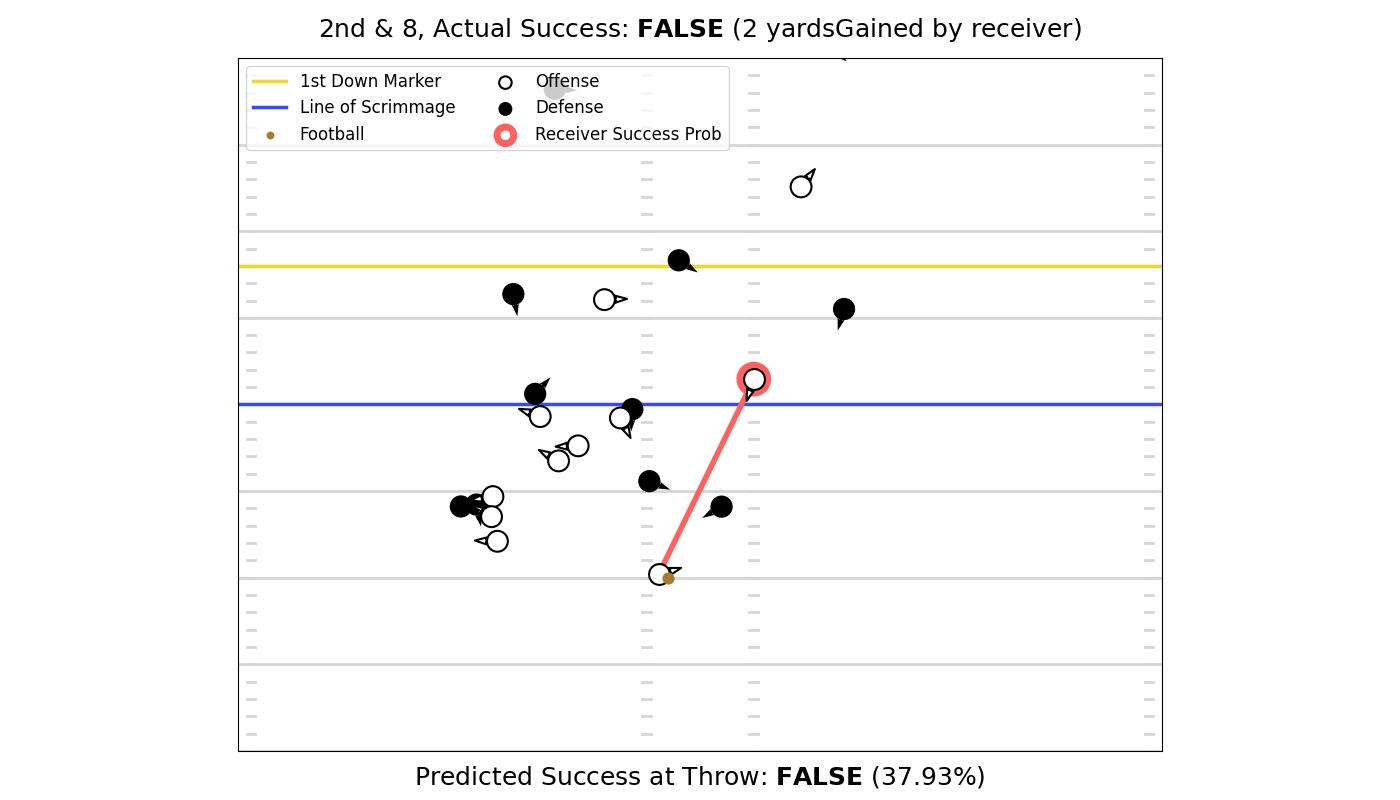 2nd & 8, Actual Success: FALSE (2 yardsGained by receiver)
1st Down Marker
Line of Scrimmage
Football
Offense
Defense
Receiver Success Prob
Predicted Success at Throw: FALSE (37.93%)